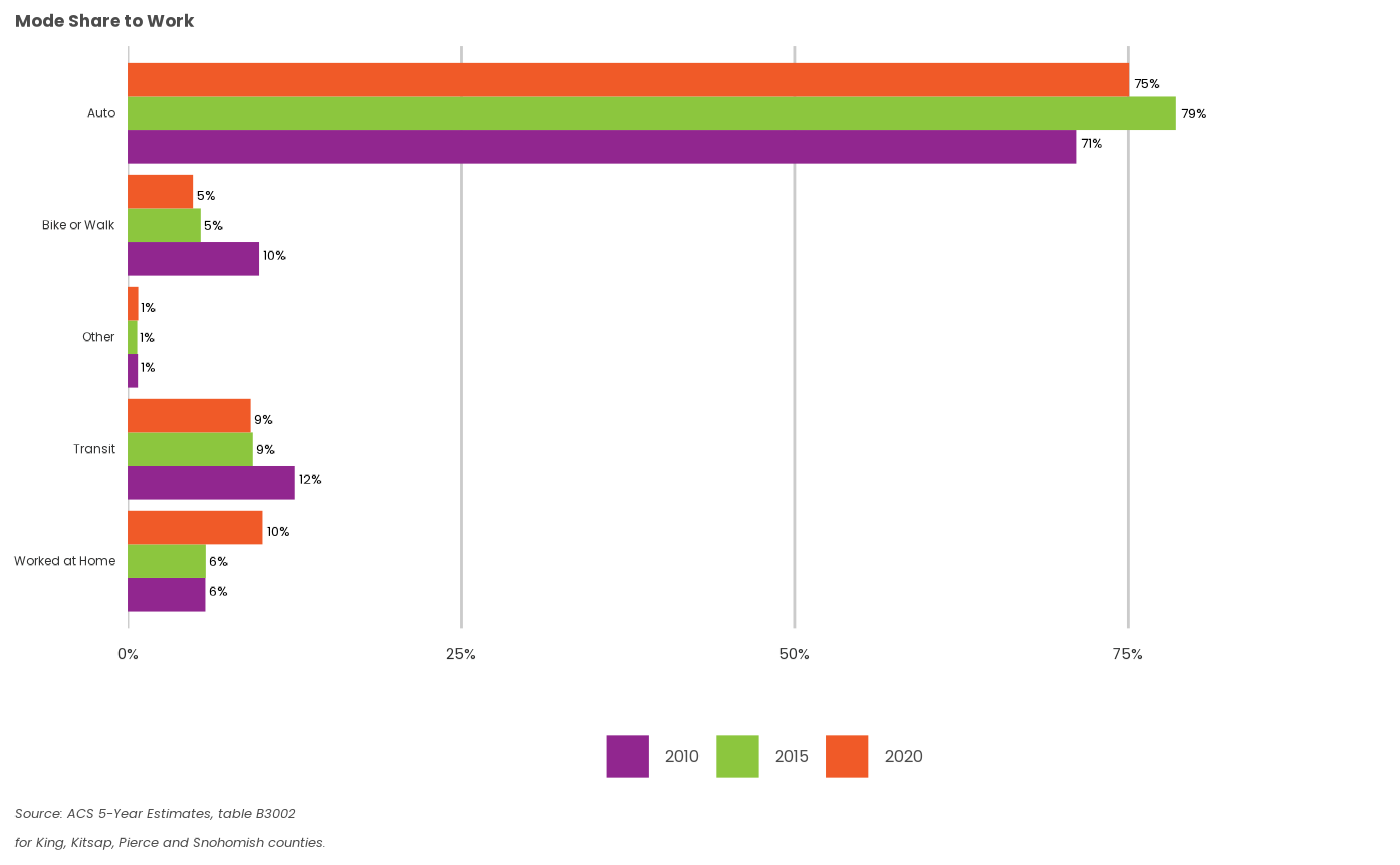 Mode Share to Work
Auto
75%
79%
71%
Bike or Walk
5%
5%
10%
Other
1%
1%
1%
Transit
9%
9%
12%
Worked at Home
10%
6%
6%
0% 25% 50% 75%
2010 2015 2020
Source: ACS 5-Year Estimates, table B3002
for King, Kitsap, Pierce and Snohomish counties.